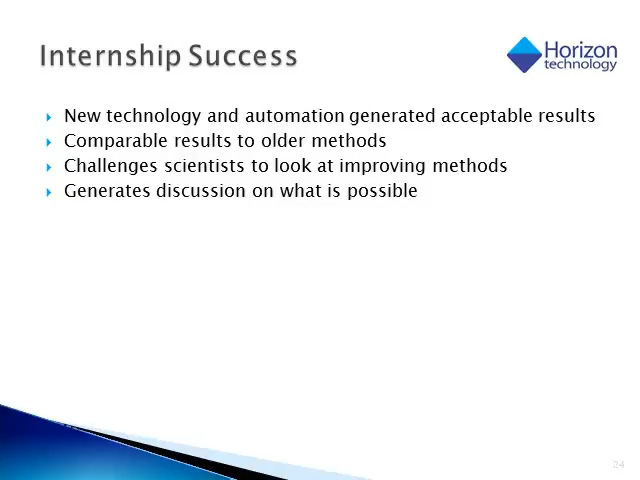 Internship Success
Horizon
technology
New technology and automation generated acceptable results
Comparable results to older methods
Challenges scientists to look at improving methods
Generates discussion on what is possible
24